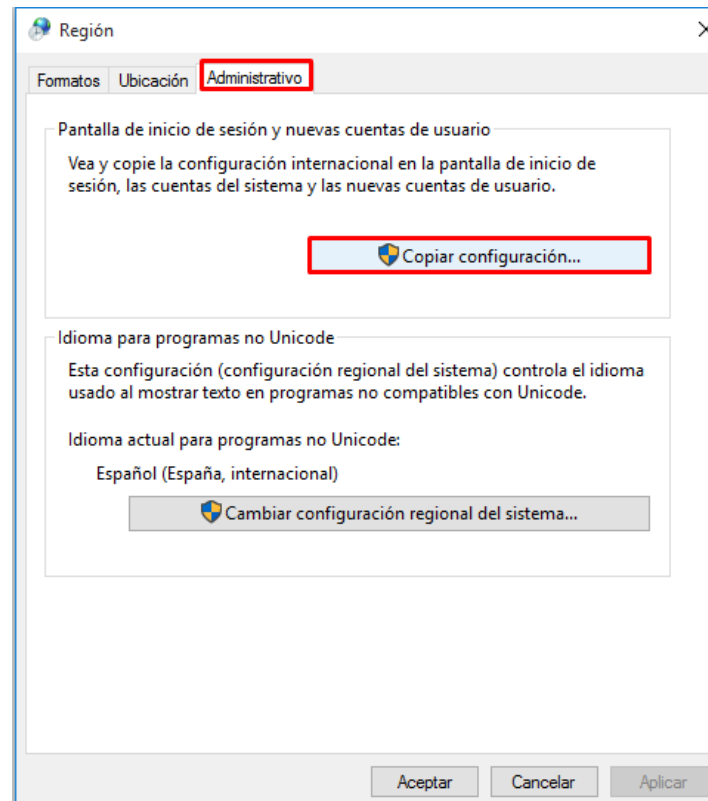 Región
Formatos Ubicación Administrativo
Pantalla de inicio de sesión y nuevas cuentas de usuario
Vea y copie la configuración internacional en la pantalla de inicio de
sesión, las cuentas del sistema y las nuevas cuentas de usuario.
Copiar configuración...
Idioma para programas no Unicode
Esta configuración (configuración regional del sistema) controla el idioma
usado al mostrar texto en programas no compatibles con Unicode.
Idioma actual para programas no Unicode:
Español (España, internacional)
Cambiar configuración regional del sistema...
Aceptar Cancelar Aplicar